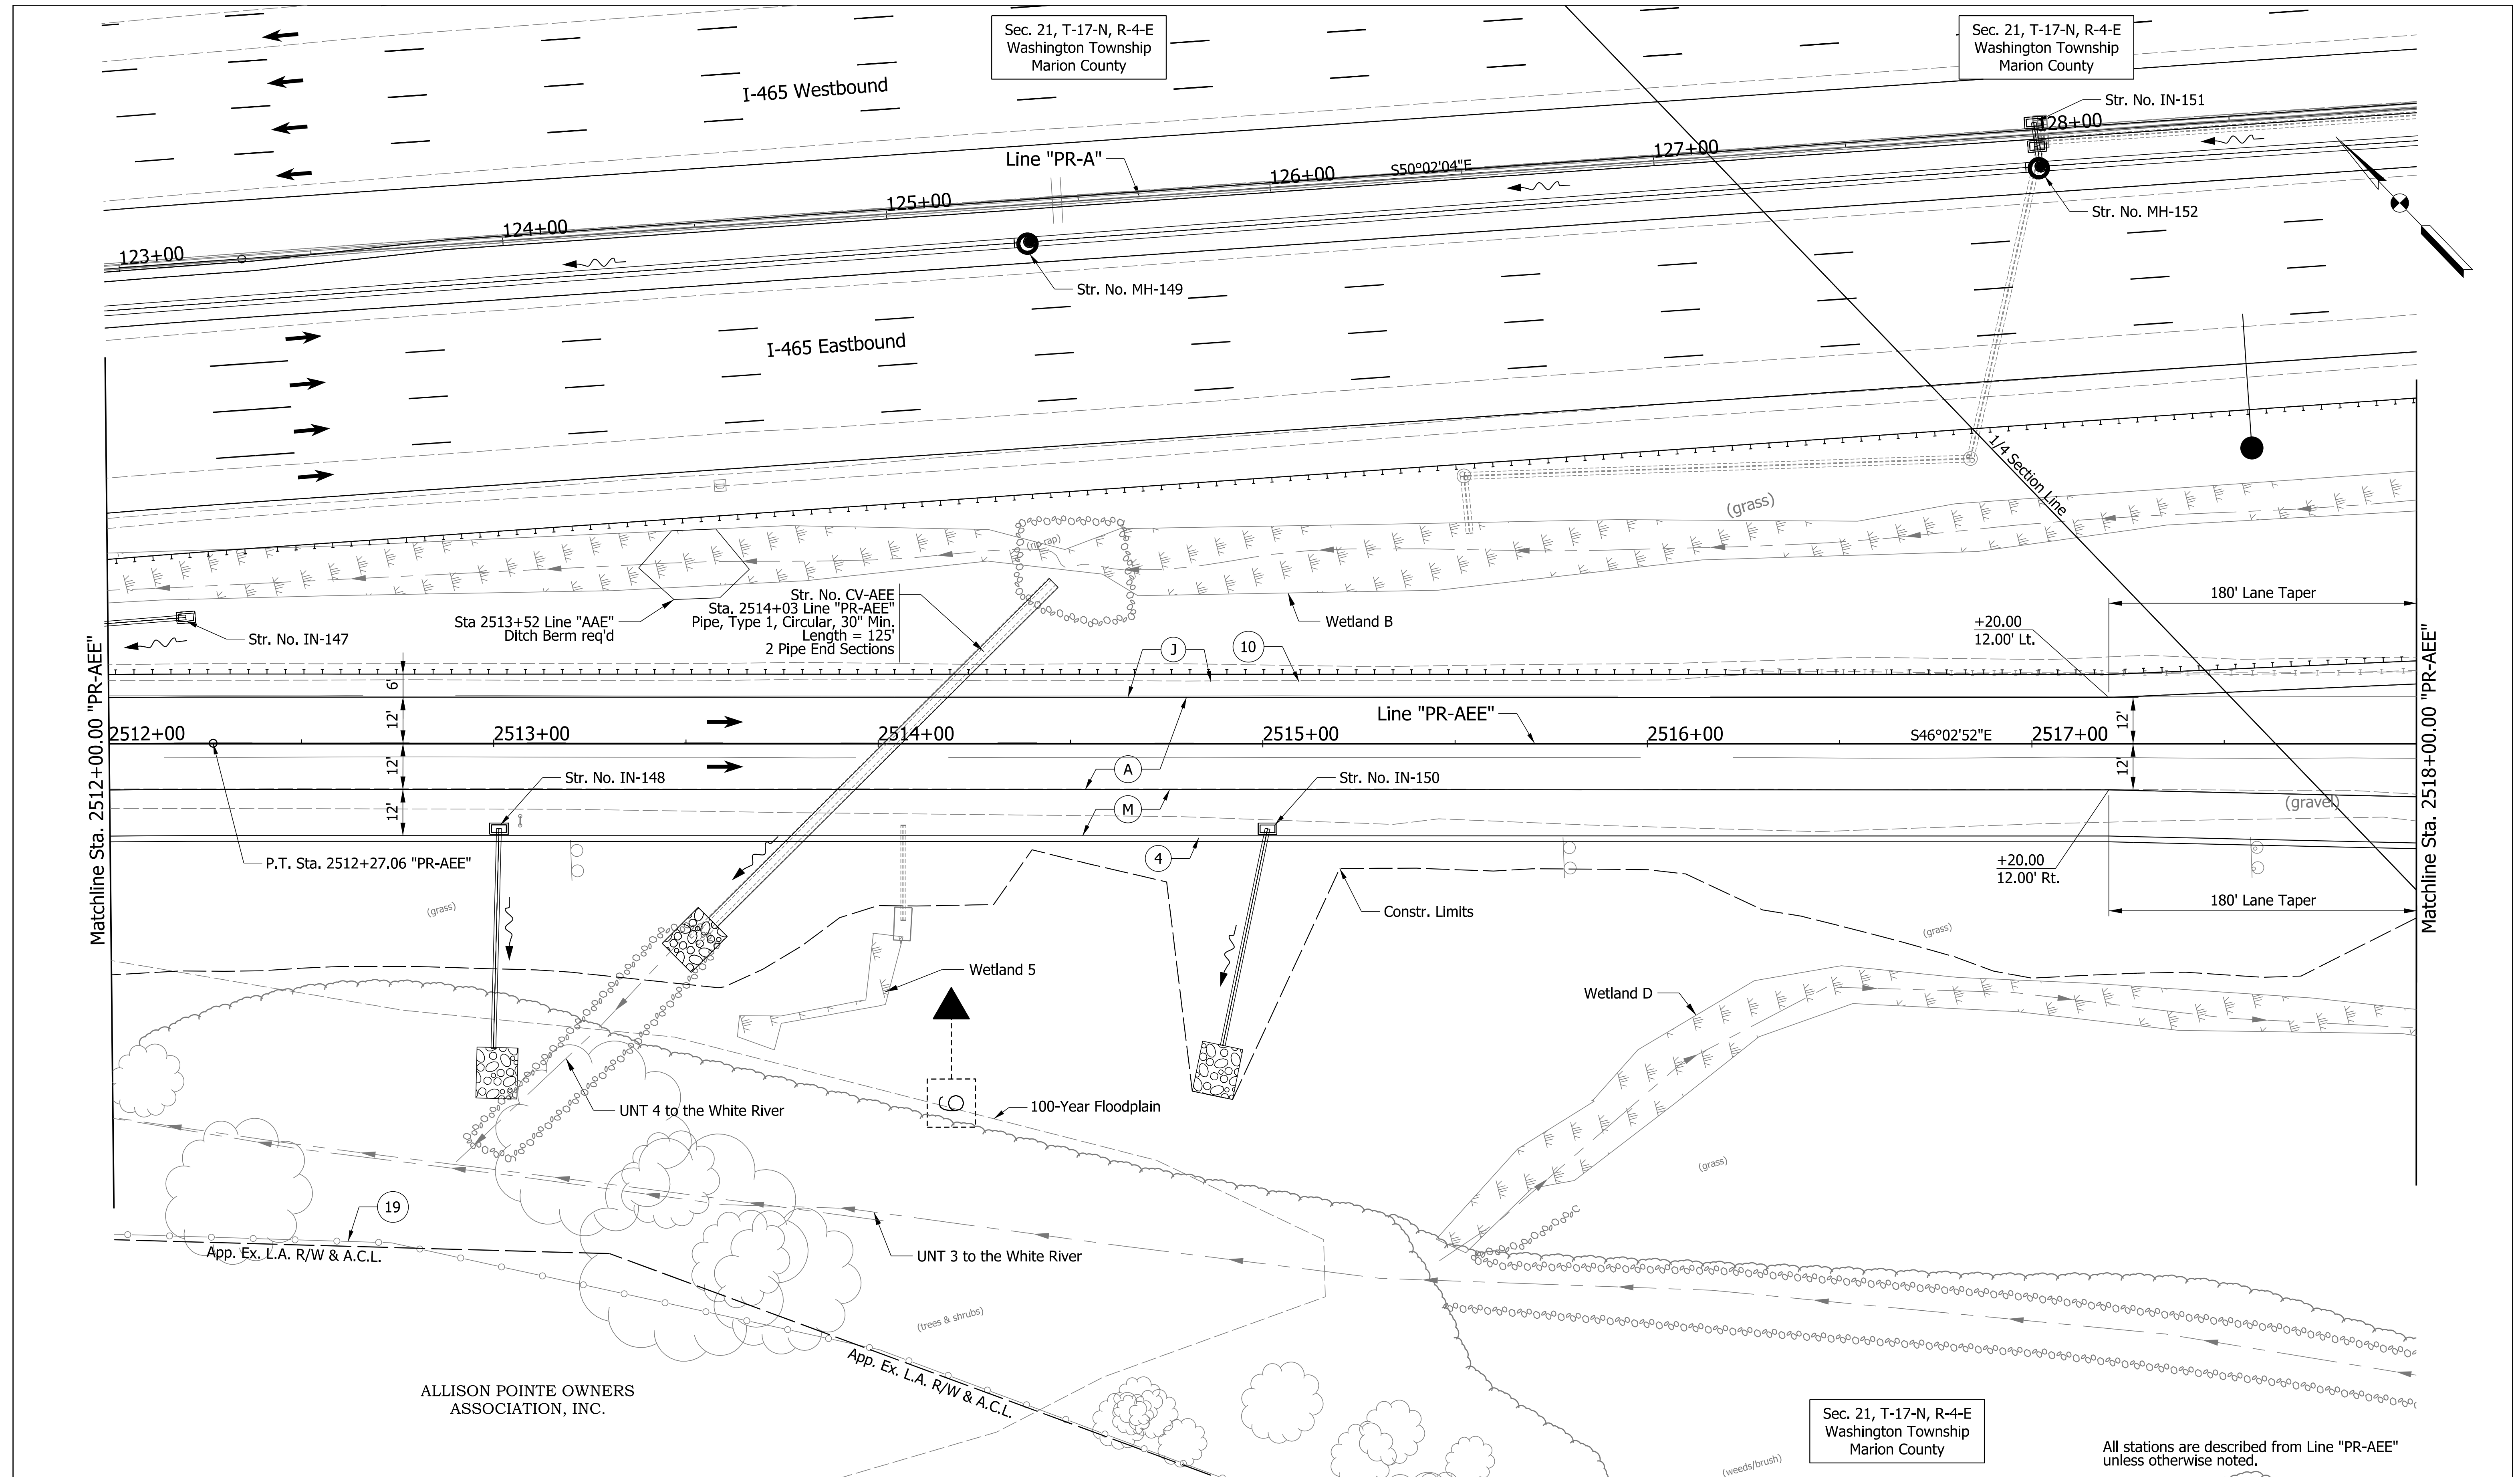 Sec. 21, T-17-N, R-4-E
Washington Township
Marion County
Sec. 21, T-17-N, R-4-E
Washington Township
Marion County
I-465 Westbound
Str. No. IN-151
128+00
127+00
Line "PR-A"
S50°02'04"E
126+00
125+00
124+00
123+00
Str. No. MH-152
Str. No. MH-149
I-465 Eastbound
1/4 Section Line
(grass)
(rip rap)
Str. No. CV-AEE
Sta. 2514+03 Line "PR-AEE"
Pipe, Type 1, Circular, 30" Min.
Length = 125'
2 Pipe End Sections
Sta 2513+52 Line "AAE"
Ditch Berm req'd
Str. No. IN-147
Wetland B
180' Lane Taper
+20.00
12.00' Lt.
J
10
Matchline Sta. 2512+00.00 "PR-AEE"
Matchline Sta. 2518+00.00 "PR-AEE"
6'
12'
12'
12'
12'
12'
Line "PR-AEE"
2512+00
2513+00
2514+00
2515+00
2516+00
S46°02'52"E
2517+00
Str. No. IN-148
A
Str. No. IN-150
M
(gravel)
4
P.T. Sta. 2512+27.06 "PR-AEE"
+20.00
12.00' Rt.
180' Lane Taper
(grass)
Constr. Limits
(grass)
Wetland 5
Wetland D
UNT 4 to the White River
100-Year Floodplain
(grass)
19
App. Ex. L.A. R/W & A.C.L.
UNT 3 to the White River
(trees & shrubs)
App. Ex. L.A. R/W & A.C.L.
ALLISON POINTE OWNERS
ASSOCIATION, INC.
Sec. 21, T-17-N, R-4-E
Washington Township
Marion County
(weeds/brush)
All stations are described from Line "PR-AEE"
unless otherwise noted.